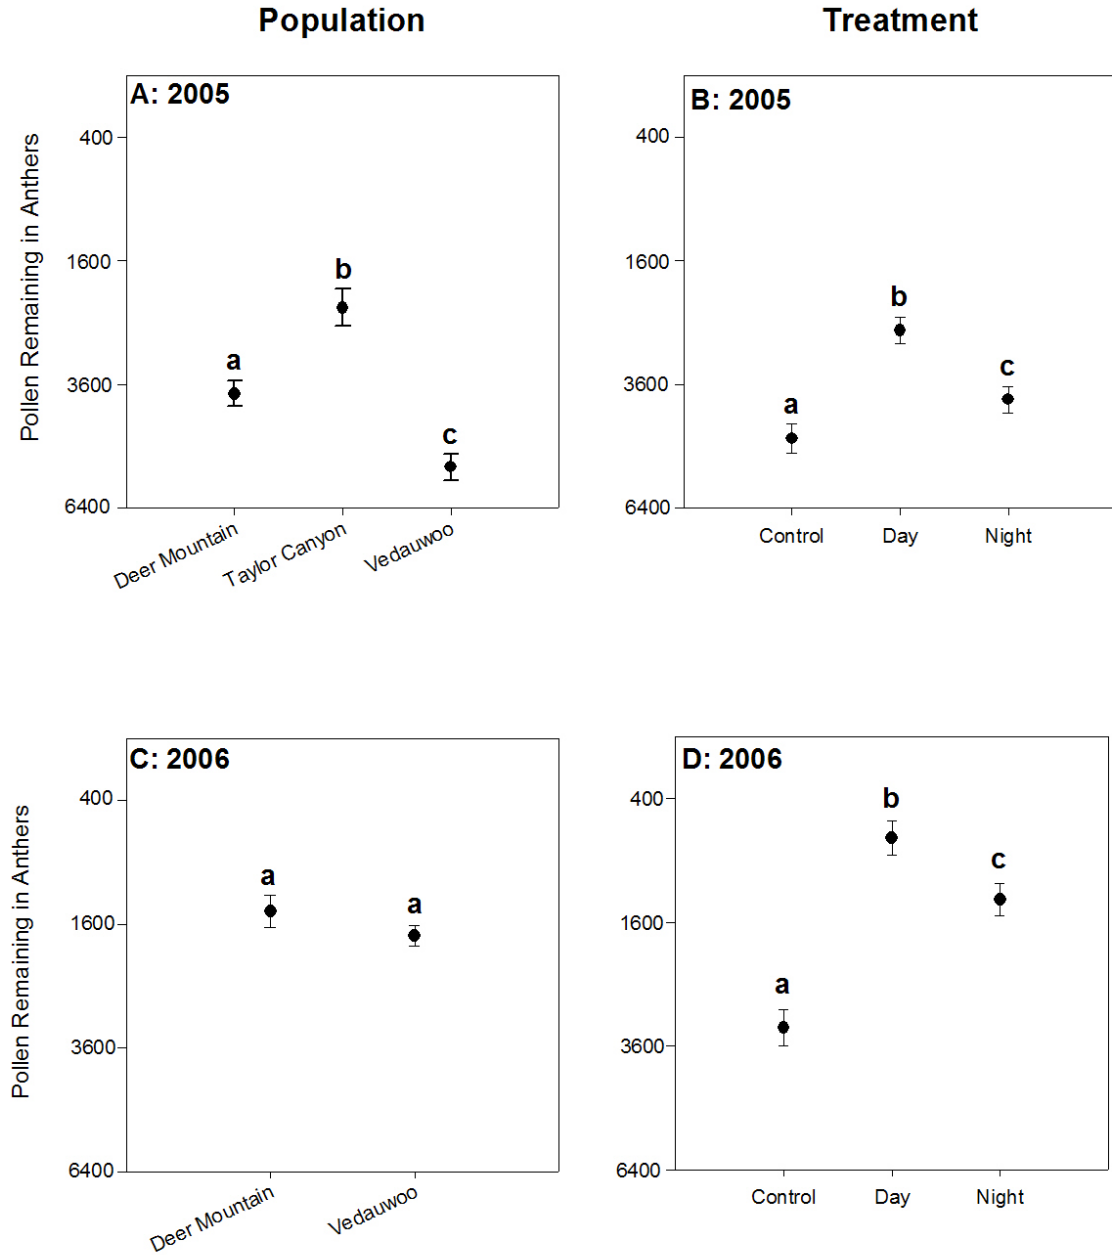 Population
Treatment
A: 2005
B: 2005
Pollen Remaining in Anthers
400
1600
3600
6400
400
1600
3600
6400
a
b
c
a
b
c
Deer Mountain
Taylor Canyon
Vedauwoo
Control
Day
Night
C: 2006
D: 2006
Pollen Remaining in Anthers
400
1600
3600
6400
400
1600
3600
6400
a
a
a
b
c
Deer Mountain
Vedauwoo
Control
Day
Night